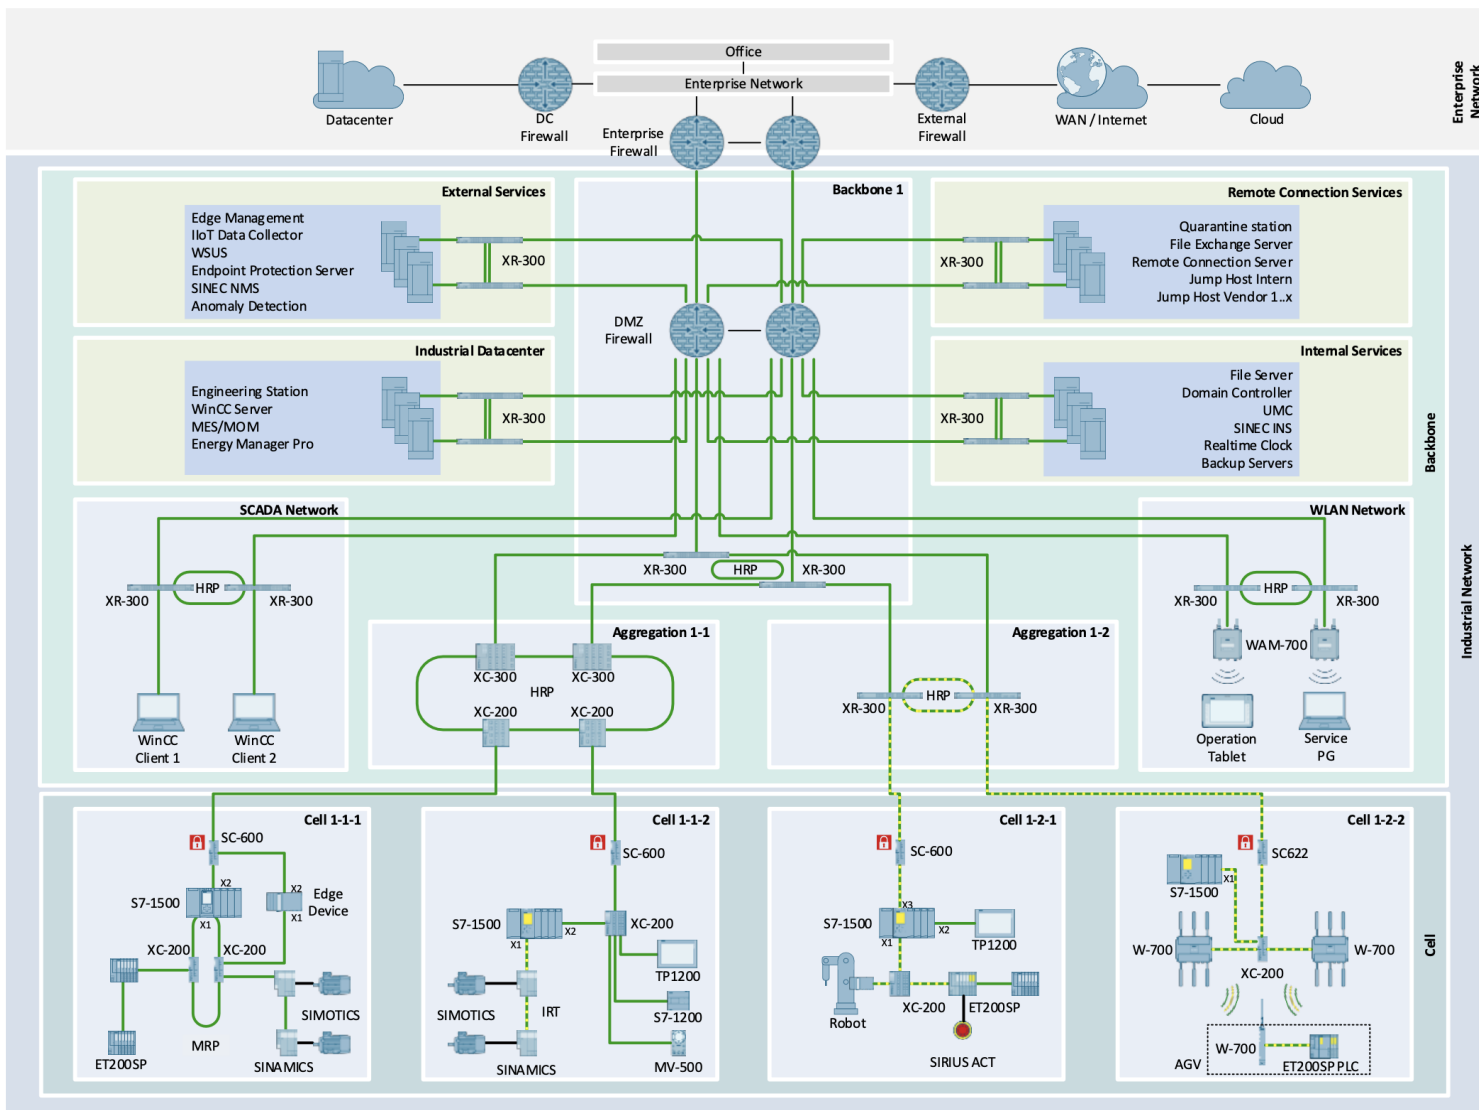 Office
Enterprise Network
Datacenter
DC
Firewall
External
Firewall
WAN / Internet
Cloud
Enterprise
Network
Enterprise
Firewall
External Services
Edge Management
IIoT Data Collector
WSUS
Endpoint Protection Server
SINEC NMS
Anomaly Detection
XR-300
Backbone 1
Remote Connection Services
XR-300
Quarantine station
File Exchange Server
Remote Connection Server
Jump Host Intern
Jump Host Vendor 1..x
DMZ
Firewall
Industrial Datacenter
Engineering Station
WinCC Server
MES/MOM
Energy Manager Pro
XR-300
Internal Services
XR-300
File Server
Domain Controller
UMC
SINEC INS
Realtime Clock
Backup Servers
Backbone
Industrial Network
SCADA Network
HRP
XR-300
XR-300
WinCC
Client 1
WinCC
Client 2
XR-300
HRP
XR-300
WLAN Network
HRP
XR-300
XR-300
WAM-700
Operation
Tablet
Service
PG
Aggregation 1-1
XC-300
XC-300
HRP
XC-200
XC-200
Aggregation 1-2
HRP
XR-300
XR-300
Cell
Cell 1-1-1
SC-600
X2
S7-1500
X1
X2
X1
Edge
Device
XC-200
XC-200
SIMOTICS
MRP
ET200SP
SINAMICS
Cell 1-1-2
SC-600
S7-1500
X1
X2
XC-200
TP1200
SIMOTICS
IRT
S7-1200
SINAMICS
MV-500
Cell 1-2-1
SC-600
X3
S7-1500
X1
X2
TP1200
XC-200
ET200SP
Robot
SIRIUS ACT
Cell 1-2-2
SC622
S7-1500
X1
W-700
W-700
XC-200
W-700
AGV
ET200SP PLC